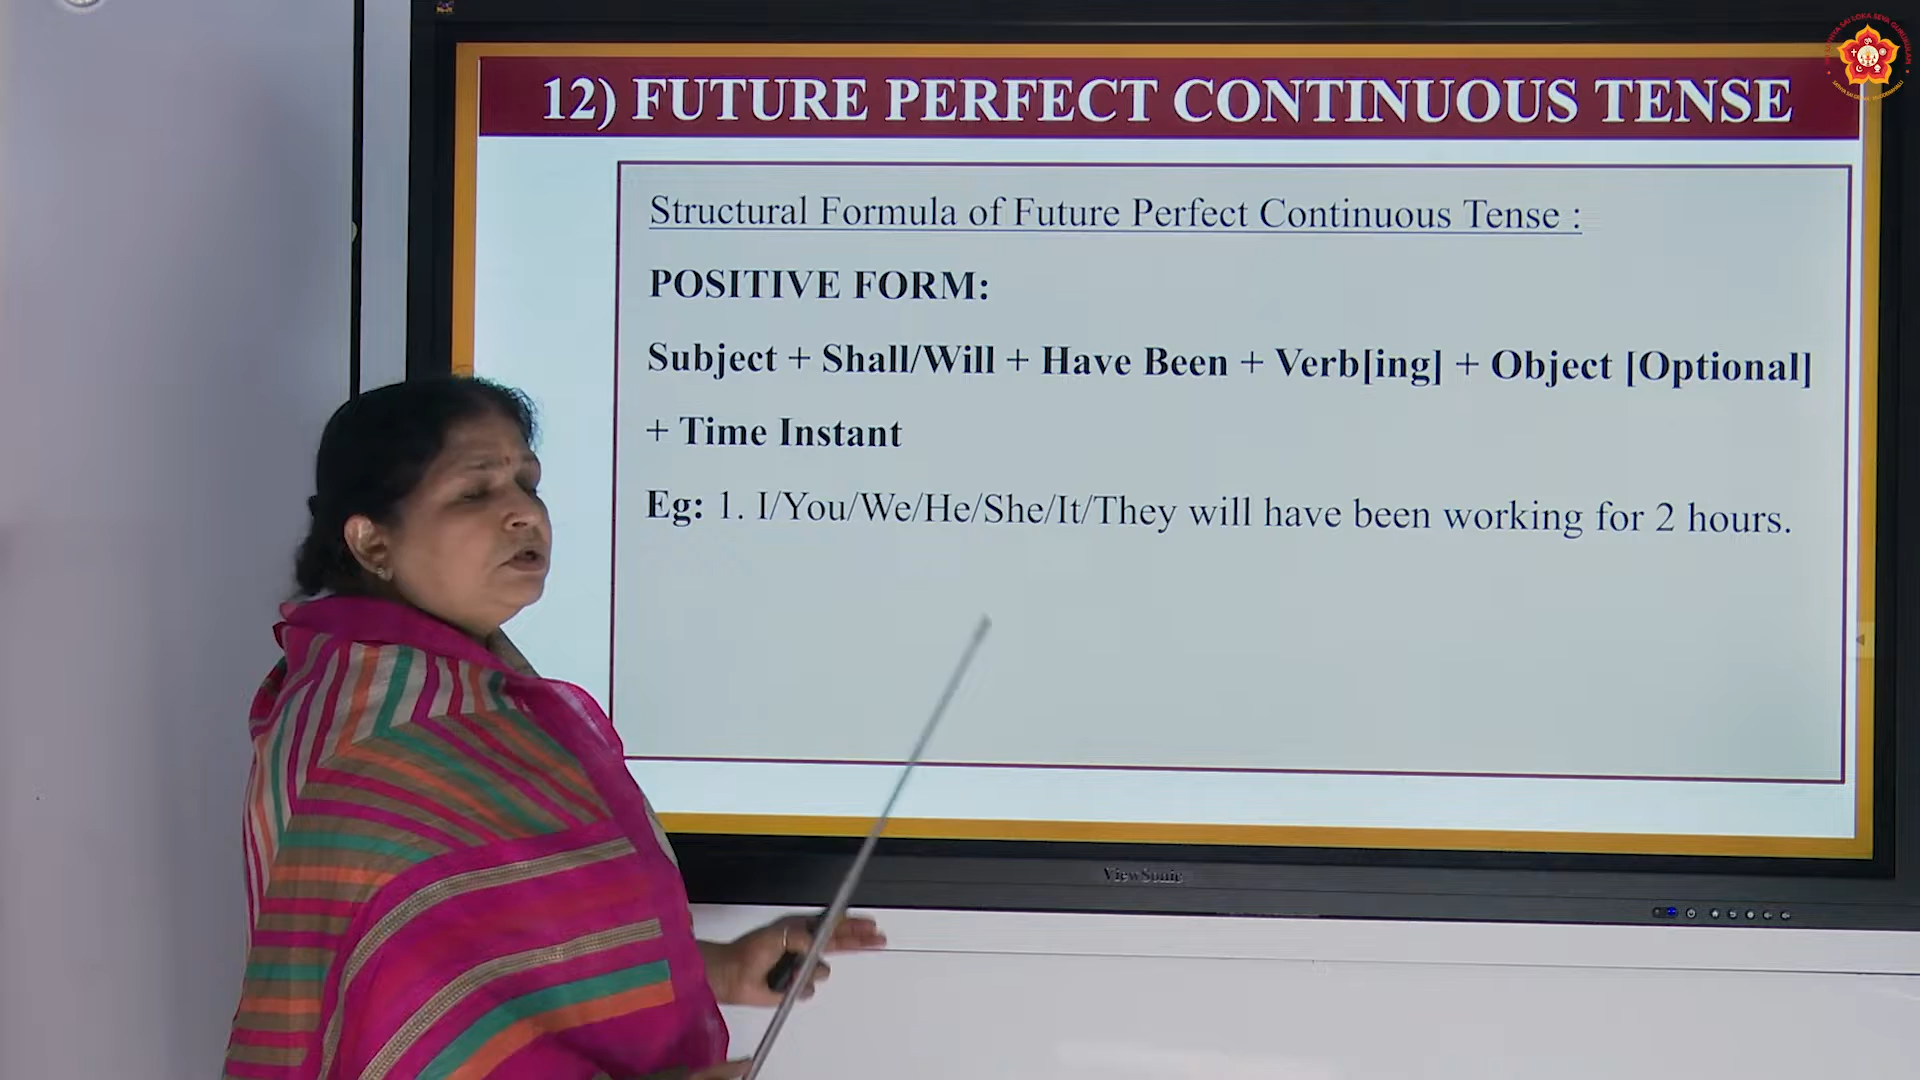 12) FUTURE PERFECT CONTINUOUS TENSE
Structural Formula of Future Perfect Continuous Tense :
POSITIVE FORM:
Subject + Shall/Will + Have Been + Verb[ing] + Object [Optional]
+ Time Instant
Eg: 1. I/You/We/He/She/It/They will have been working for 2 hours.
ViewSonic